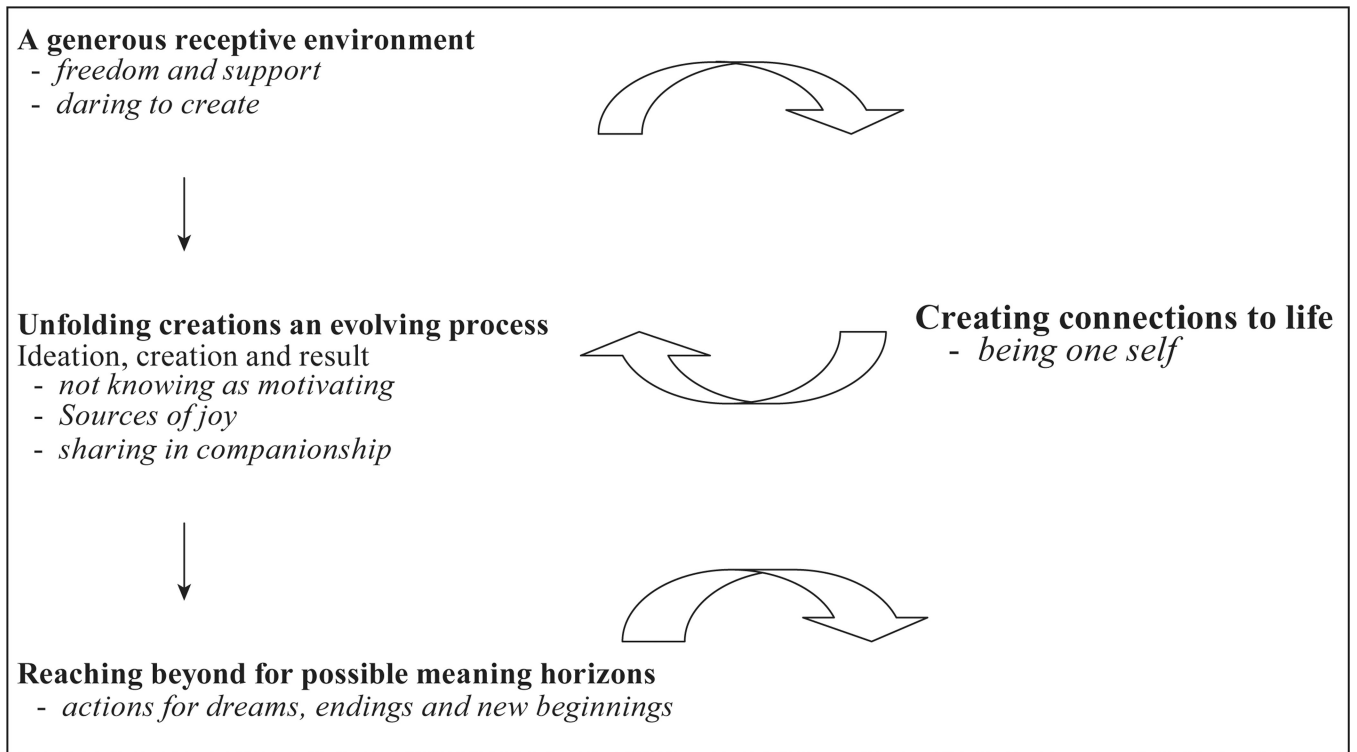 A generous receptive environment
- freedom and support
- daring to create
Unfolding creations an evolving process
Ideation, creation and result
- not knowing as motivating
- Sources of joy
- sharing in companionship
Creating connections to life
- being one self
Reaching beyond for possible meaning horizons
- actions for dreams, endings and new beginnings